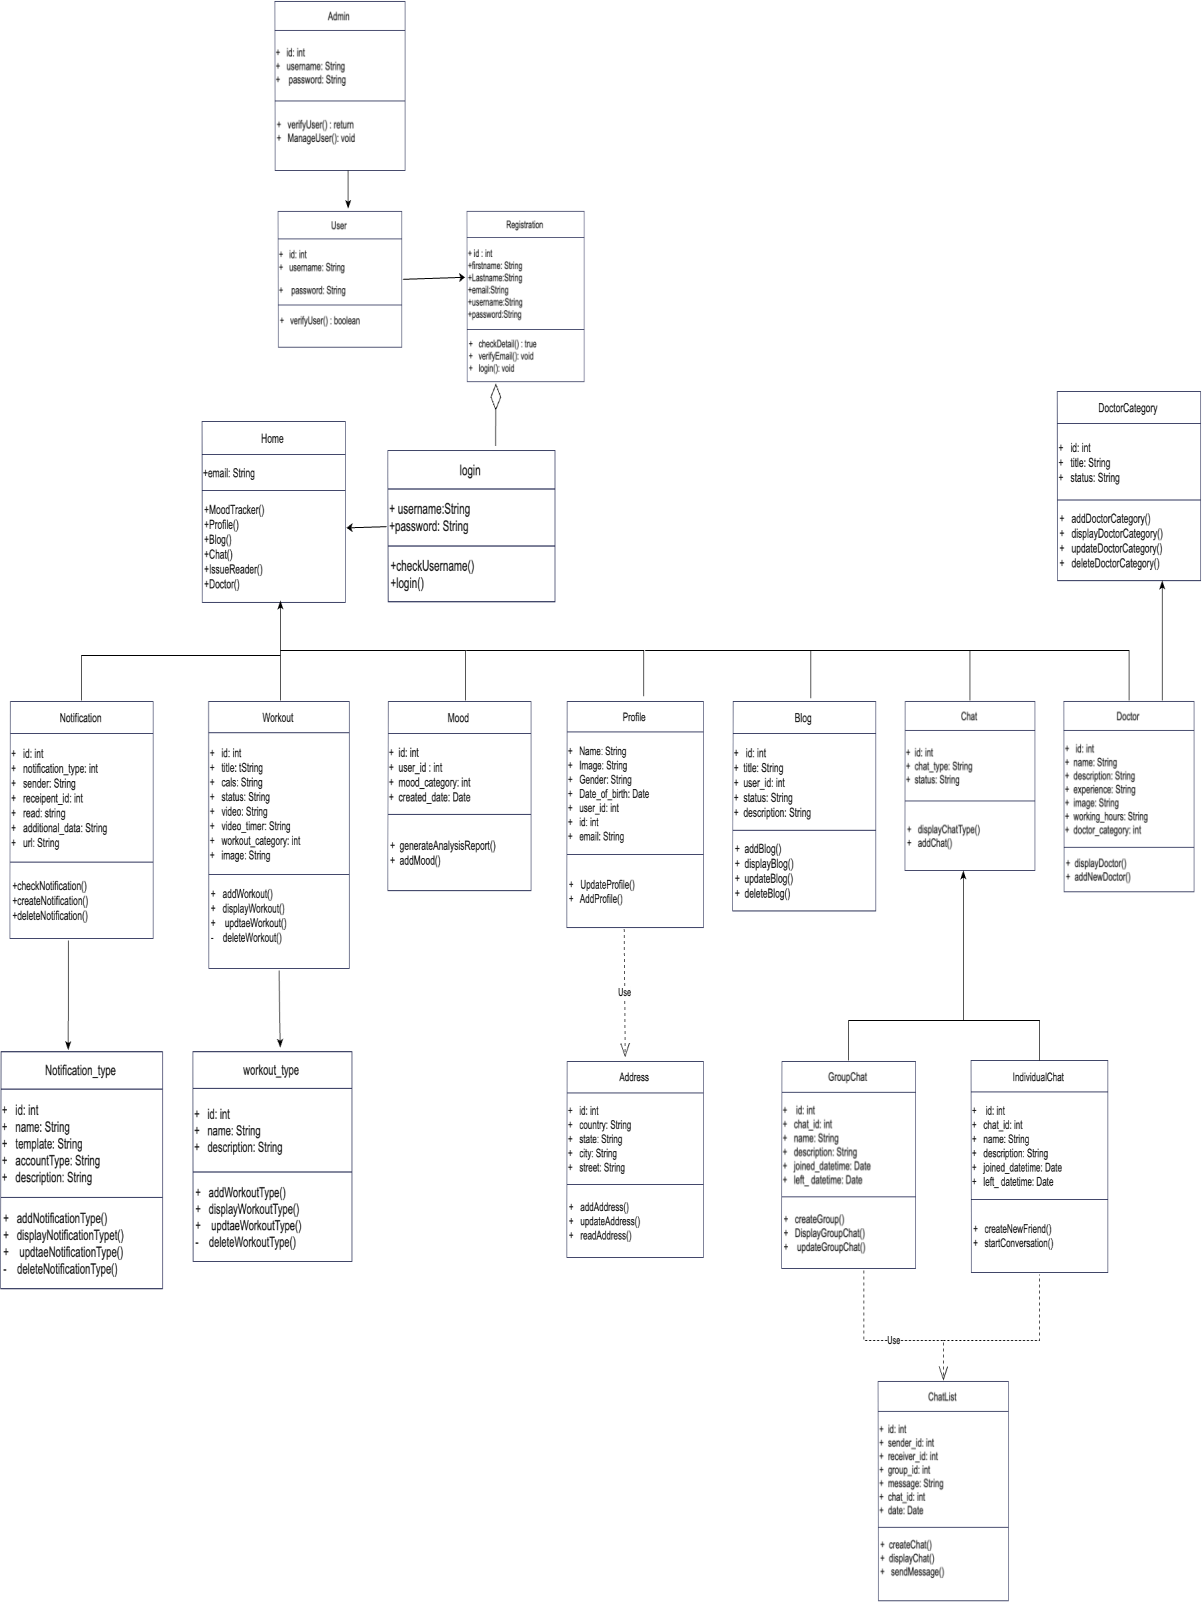 Admin
+ id: int
+ username: String
+ password: String
+ verifyUser() : return
+ ManageUser(): void
User
+ id: int
+ username: String
+ password: String
+ verifyUser() : boolean
Registration
+ id : int
+firstname: String
+Lastname:String
+email:String
+username:String
+password:String
+ checkDetail() : true
+ verifyEmail(): void
+ login(): void
Home
+email: String
+MoodTracker()
+Profile()
+Blog()
+Chat()
+IssueReader()
+Doctor()
login
+ username:String
+password: String
+checkUsername()
+login()
DoctorCategory
+ id: int
+ title: String
+ status: String
+ addDoctorCategory()
+ displayDoctorCategory()
+ updateDoctorCategory()
+ deleteDoctorCategory()
Notification
+ id: int
+ notification_type: int
+ sender: String
+ receipent_id: int
+ read: string
+ additional_data: String
+ url: String
+checkNotification()
+createNotification()
+deleteNotification()
Workout
+ id: int
+ title: tString
+ cals: String
+ status: String
+ video: String
+ video_timer: String
+ workout_category: int
+ image: String
+ addWorkout()
+ displayWorkout()
+ updtaeWorkout()
- deleteWorkout()
Mood
+ id: int
+ user_id : int
+ mood_category: int
+ created_date: Date
+ generateAnalysisReport()
+ addMood()
Profile
+ Name: String
+ Image: String
+ Gender: String
+ Date_of_birth: Date
+ user_id: int
+ id: int
+ email: String
+ UpdateProfile()
+ AddProfile()
Blog
+ id: int
+ title: String
+ user_id: int
+ status: String
+ description: String
+ addBlog()
+ displayBlog()
+ updateBlog()
+ deleteBlog()
Chat
+ id: int
+ chat_type: String
+ status: String
+ displayChatType()
+ addChat()
Doctor
+ id: int
+ name: String
+ description: String
+ experience: String
+ image: String
+ working_hours: String
+ doctor_category: int
+ displayDoctor()
+ addNewDoctor()
Use
Notification_type
+ id: int
+ name: String
+ template: String
+ accountType: String
+ description: String
+ addNotificationType()
+ displayNotificationTypet()
+ updtaeNotificationType()
- deleteNotificationType()
workout_type
+ id: int
+ name: String
+ description: String
+ addWorkoutType()
+ displayWorkoutType()
+ updtaeWorkoutType()
- deleteWorkoutType()
Address
+ id: int
+ country: String
+ state: String
+ city: String
+ street: String
+ addAddress()
+ updateAddress()
+ readAddress()
GroupChat
+ id: int
+ chat_id: int
+ name: String
+ description: String
+ joined_datetime: Date
+ left_ datetime: Date
+ createGroup()
+ DisplayGroupChat()
+ updateGroupChat()
IndividualChat
+ id: int
+ chat_id: int
+ name: String
+ description: String
+ joined_datetime: Date
+ left_ datetime: Date
+ createNewFriend()
+ startConversation()
Use
ChatList
+ id: int
+ sender_id: int
+ receiver_id: int
+ group_id: int
+ message: String
+ chat_id: int
+ date: Date
+ createChat()
+ displayChat()
+ sendMessage()